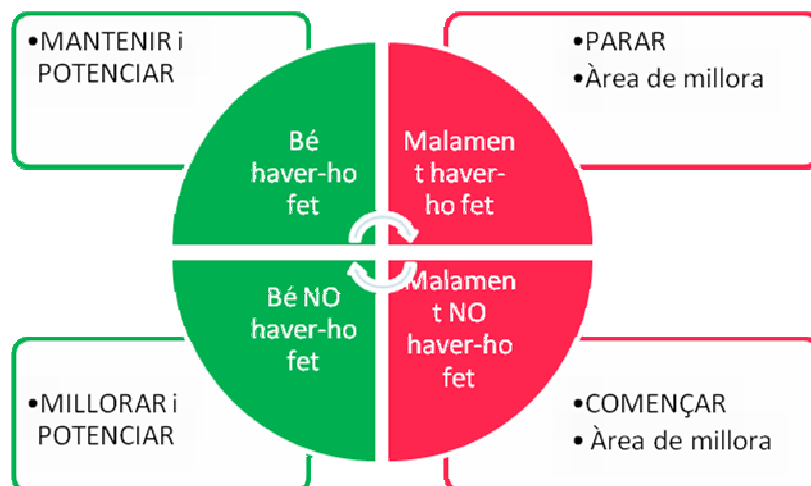 •MANTENIR i
POTENCIAR
•PARAR
•Àrea de millora
Bé
haver-ho
fet
Malamen
t haver-
ho fet
Bé NO
haver-ho
fet
Malamen
t NO
haver-ho
fet
•MILLORAR i
POTENCIAR
•COMENÇAR
• Àrea de millora